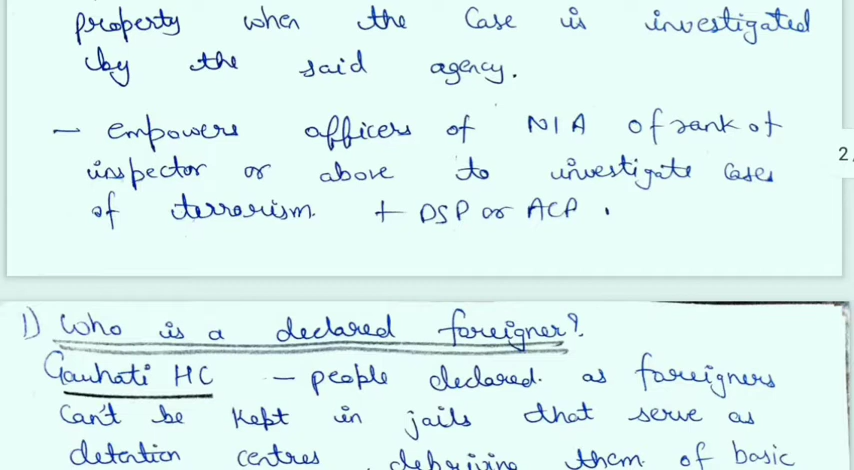 property when the case is investigated
by the said agency.
— empowers officers of NIA of rank of
inspector or above to investigate cases
of terrorism. + DSP or ACP.
2.
1) Who is a declared foreigner?
Gauhati HC — people declared as foreigners
can't be kept in jails that serve as
detention centres, depriving them of basic